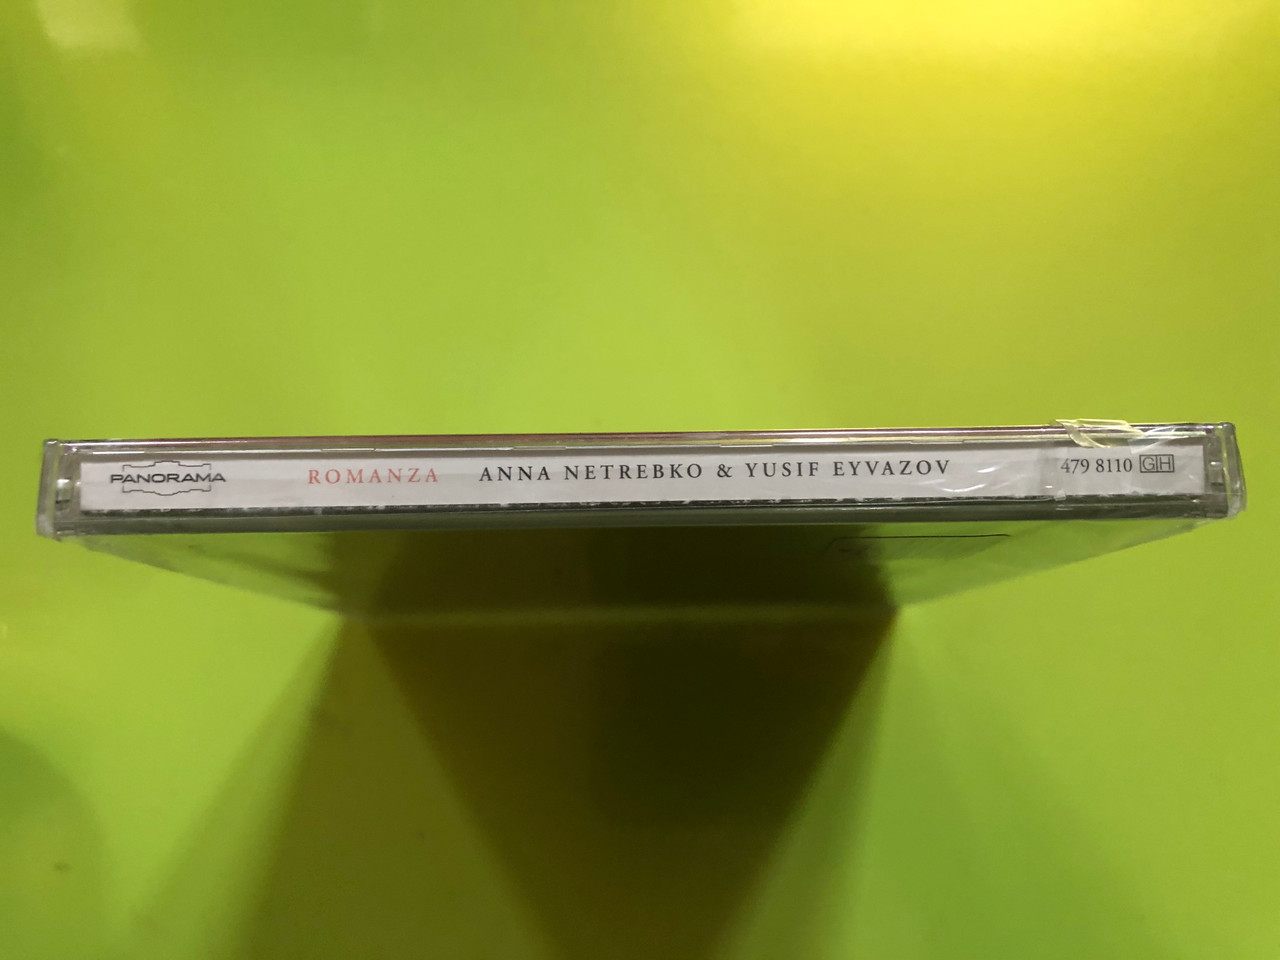 PANORAMA ROMANZA ANNA NETREBKO & YUSIF EYVAZOV 479 8110 GH